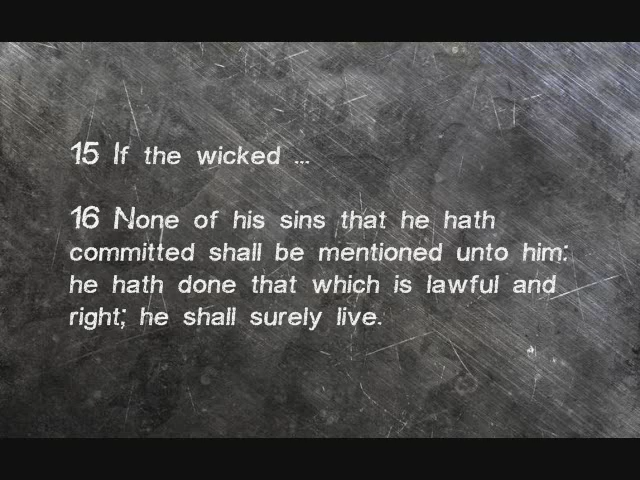 15 If the wicked ...
16 None of his sins that he hath
committed shall be mentioned unto him:
he hath done that which is lawful and
right; he shall surely live.